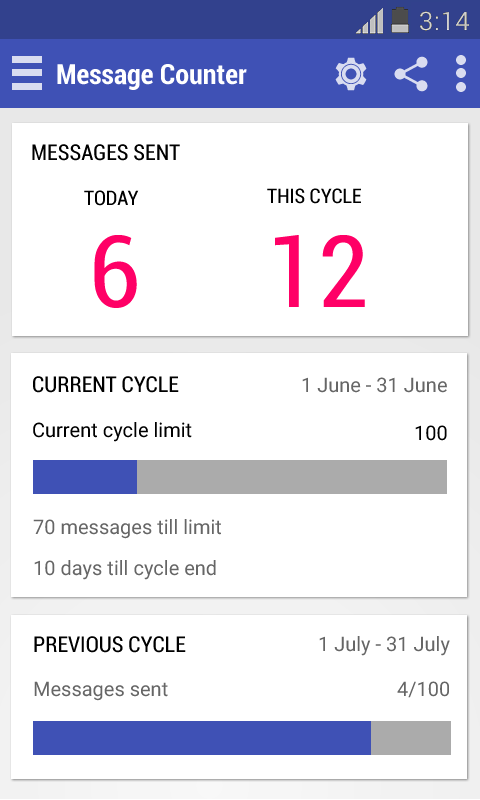 3:14
Message Counter
MESSAGES SENT
TODAY THIS CYCLE
6 12
CURRENT CYCLE 1 June - 31 June
Current cycle limit 100
70 messages till limit
10 days till cycle end
PREVIOUS CYCLE 1 July - 31 July
Messages sent 4/100